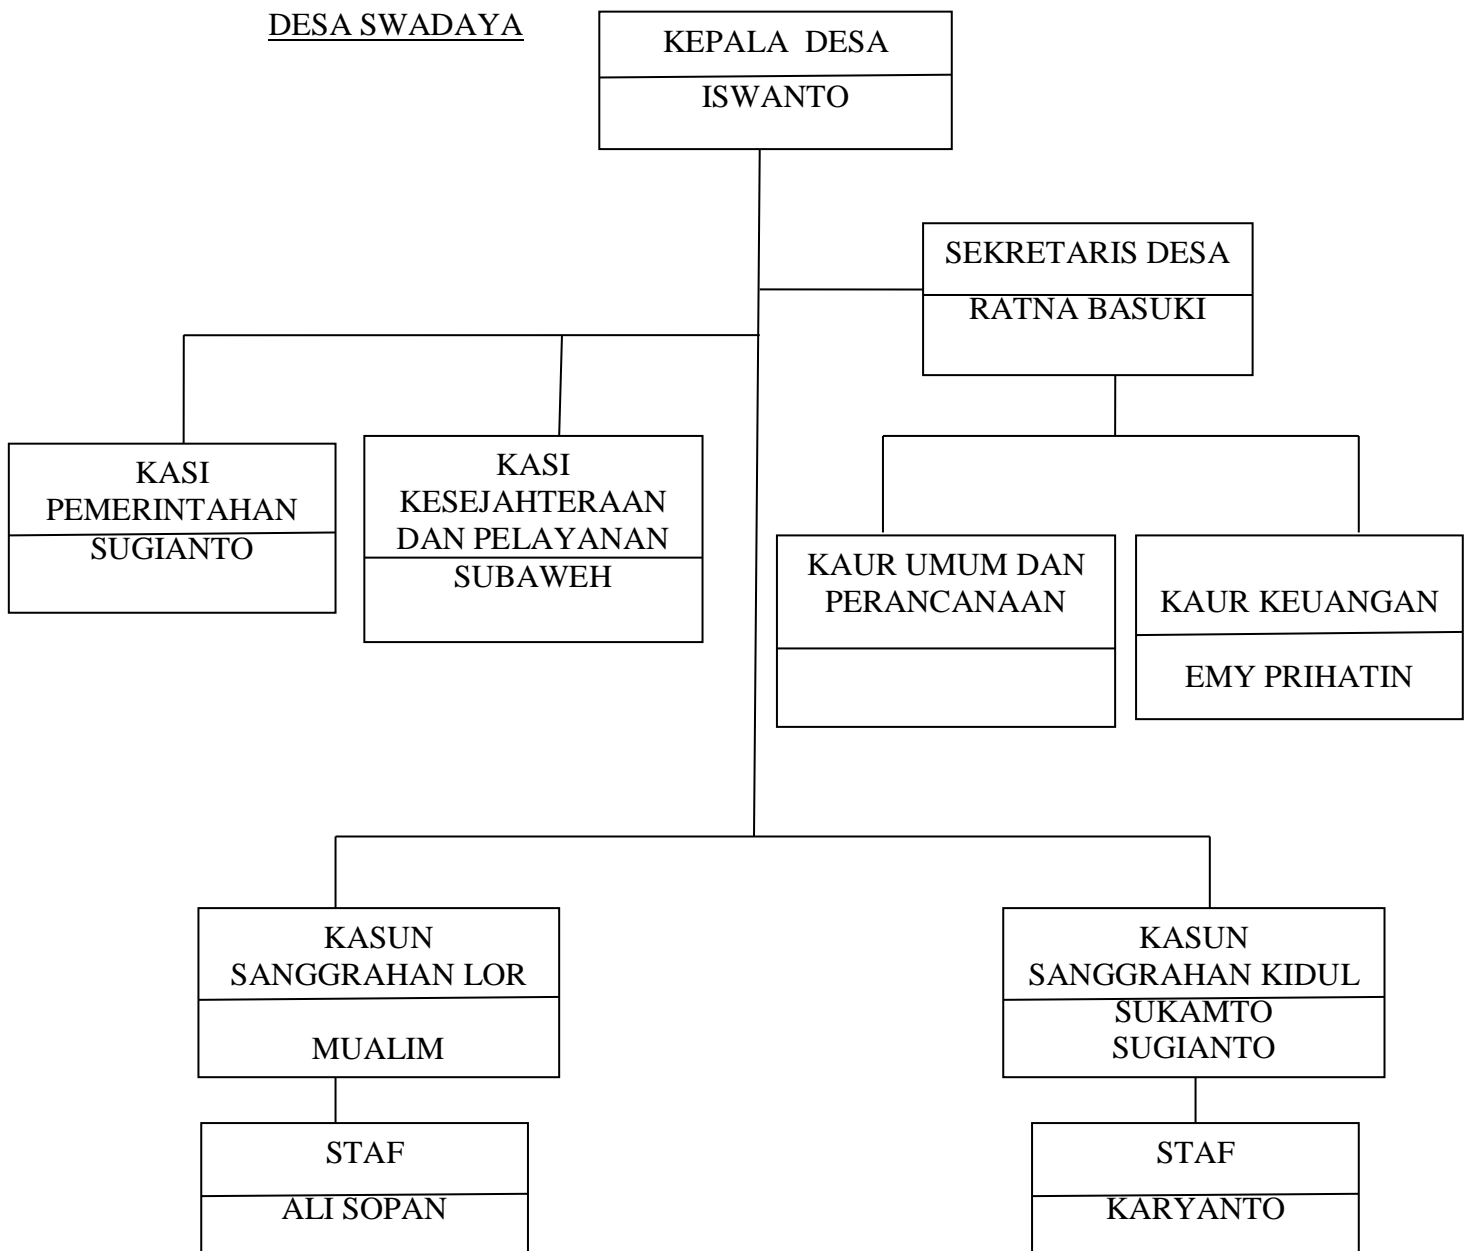 DESA SWADAYA
KEPALA DESA
ISWANTO
SEKRETARIS DESA
RATNA BASUKI
KASI
PEMERINTAHAN
SUGIANTO
KASI
KESEJAHTERAAN
DAN PELAYANAN
SUBAWEH
KAUR UMUM DAN
PERANCANAAN
KAUR KEUANGAN
EMY PRIHATIN
KASUN
SANGGRAHAN LOR
MUALIM
KASUN
SANGGRAHAN KIDUL
SUKAMTO
SUGIANTO
STAF
ALI SOPAN
STAF
KARYANTO